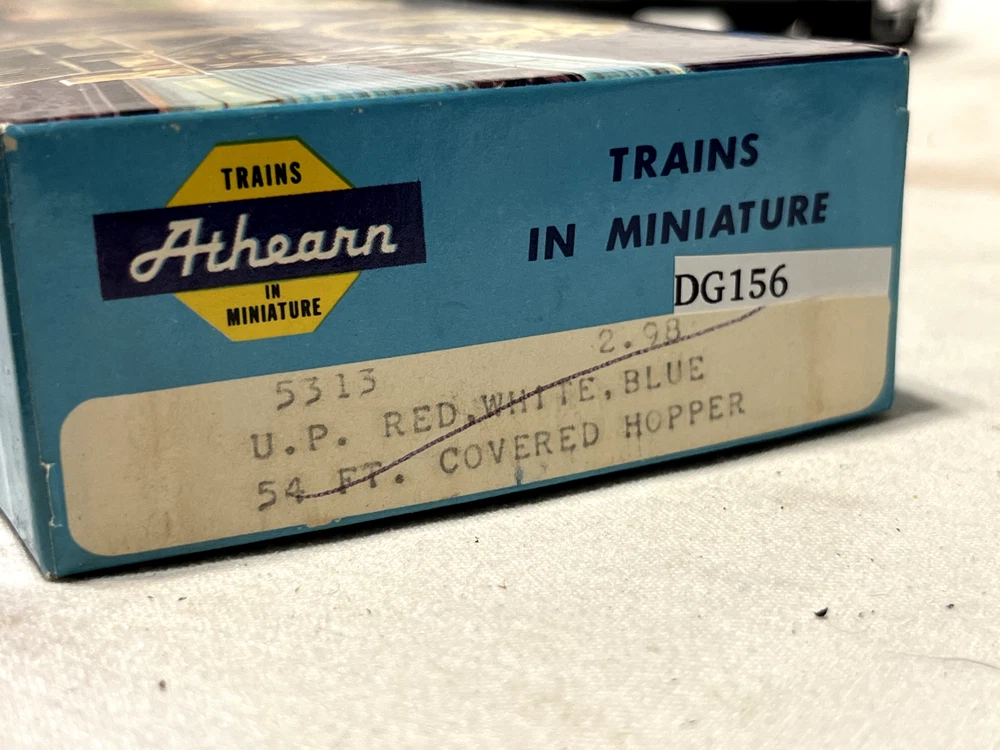 TRAINS
Athearn
IN
MINIATURE
TRAINS
IN MINIATURE
DG156
5313 2.98
U.P. RED,WHITE,BLUE
54 FT. COVERED HOPPER